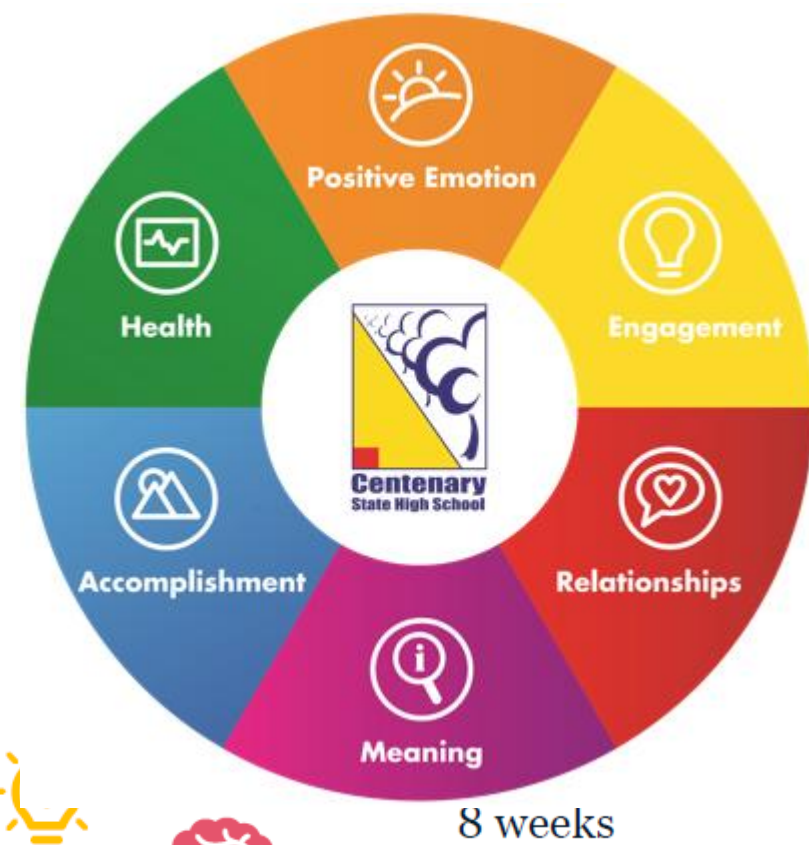 Positive Emotion
Health
Engagement
Centenary
State High School
Accomplishment
Relationships
Meaning
8 weeks